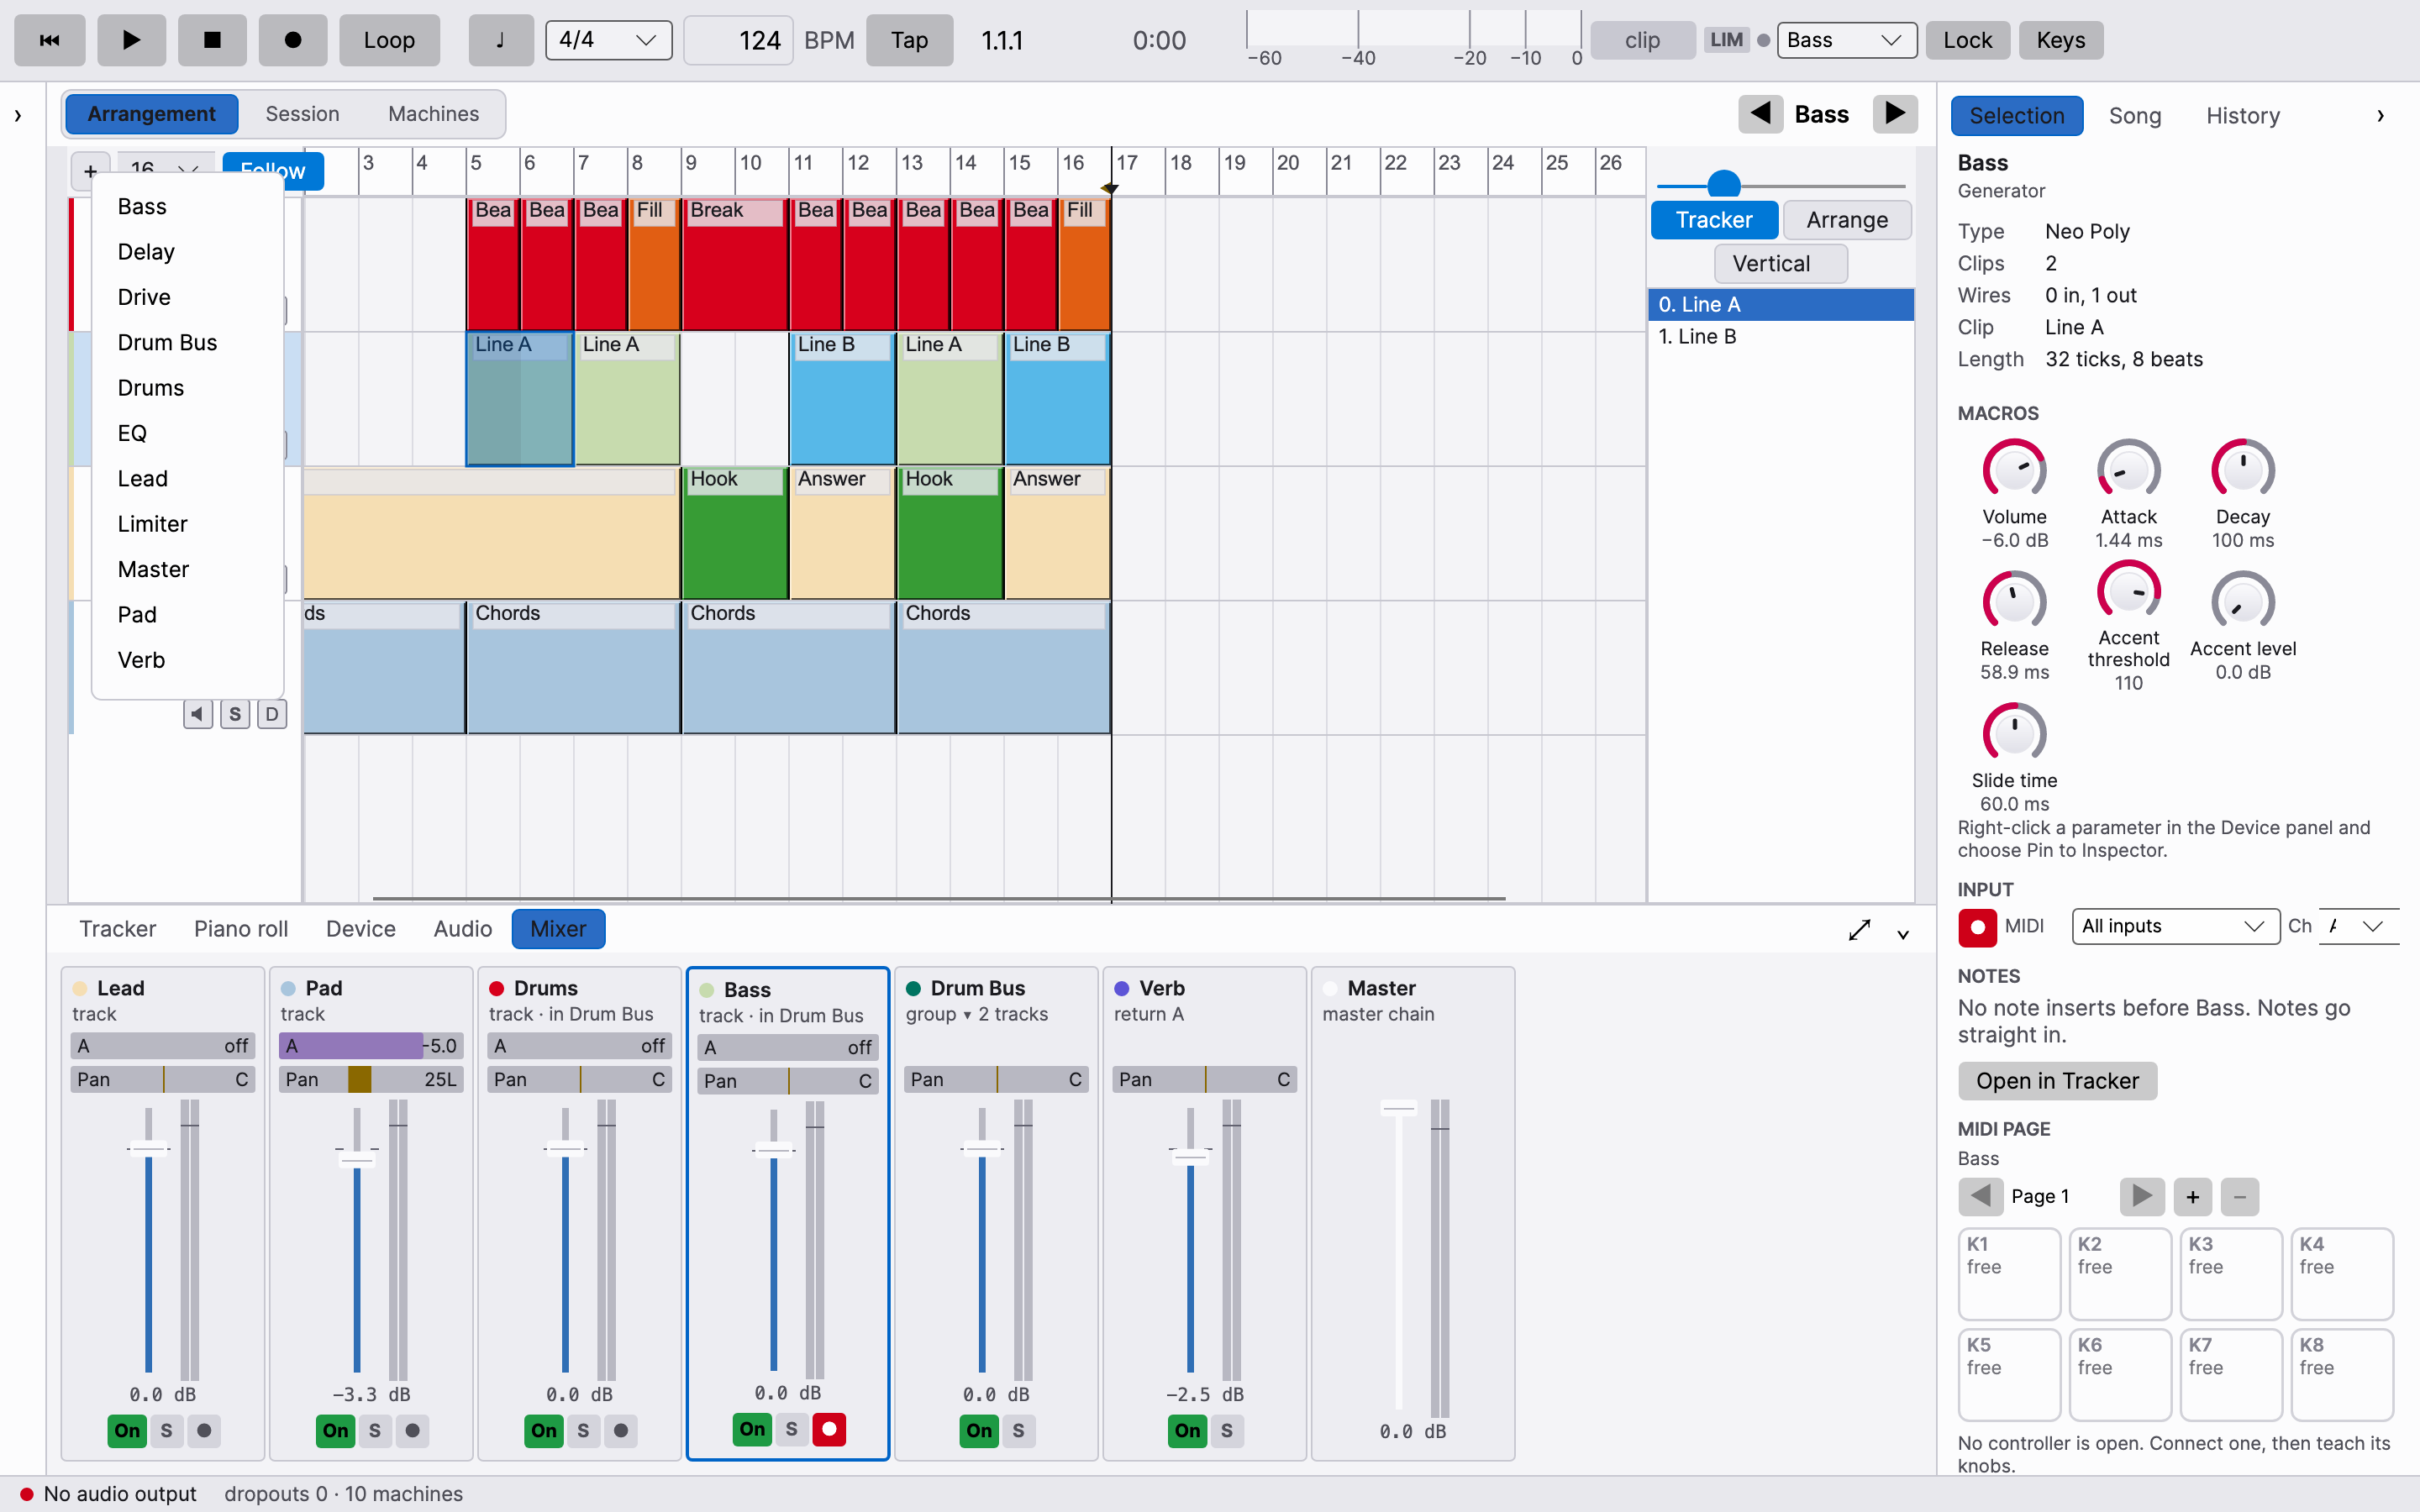 Loop
4/4
124 BPM
Tap
1.1.1
0:00
−60 −40 −20 −10 0
clip
LIM
Bass
Lock
Keys
Arrangement
Session
Machines
Bass
Selection
Song
History
+
16
Follow
3 4 5 6 7 8 9 10 11 12 13 14 15 16 17 18 19 20 21 22 23 24 25 26
Bass
Delay
Drive
Drum Bus
Drums
EQ
Lead
Limiter
Master
Pad
Verb
S D
Bea Bea Bea Fill Break Bea Bea Bea Bea Bea Fill
Line A Line A Line B Line A Line B
Hook Answer Hook Answer
ds Chords Chords Chords
Tracker
Arrange
Vertical
0. Line A
1. Line B
Bass
Generator
Type Neo Poly
Clips 2
Wires 0 in, 1 out
Clip Line A
Length 32 ticks, 8 beats
MACROS
Volume Attack Decay
−6.0 dB 1.44 ms 100 ms
Release Accent threshold Accent level
58.9 ms 110 0.0 dB
Slide time
60.0 ms
Right-click a parameter in the Device panel and
choose Pin to Inspector.
INPUT
MIDI All inputs Ch
NOTES
No note inserts before Bass. Notes go
straight in.
Open in Tracker
MIDI PAGE
Bass
Page 1 + −
K1 K2 K3 K4
free free free free
K5 K6 K7 K8
free free free free
No controller is open. Connect one, then teach its
knobs.
Tracker
Piano roll
Device
Audio
Mixer
Lead
track
A off
Pan C
0.0 dB
On S
Pad
track
A −5.0
Pan 25L
−3.3 dB
On S
Drums
track · in Drum Bus
A off
Pan C
0.0 dB
On S
Bass
track · in Drum Bus
A off
Pan C
0.0 dB
On S
Drum Bus
group ▾ 2 tracks
Pan C
0.0 dB
On S
Verb
return A
Pan C
−2.5 dB
On S
Master
master chain
0.0 dB
No audio output
dropouts 0 · 10 machines